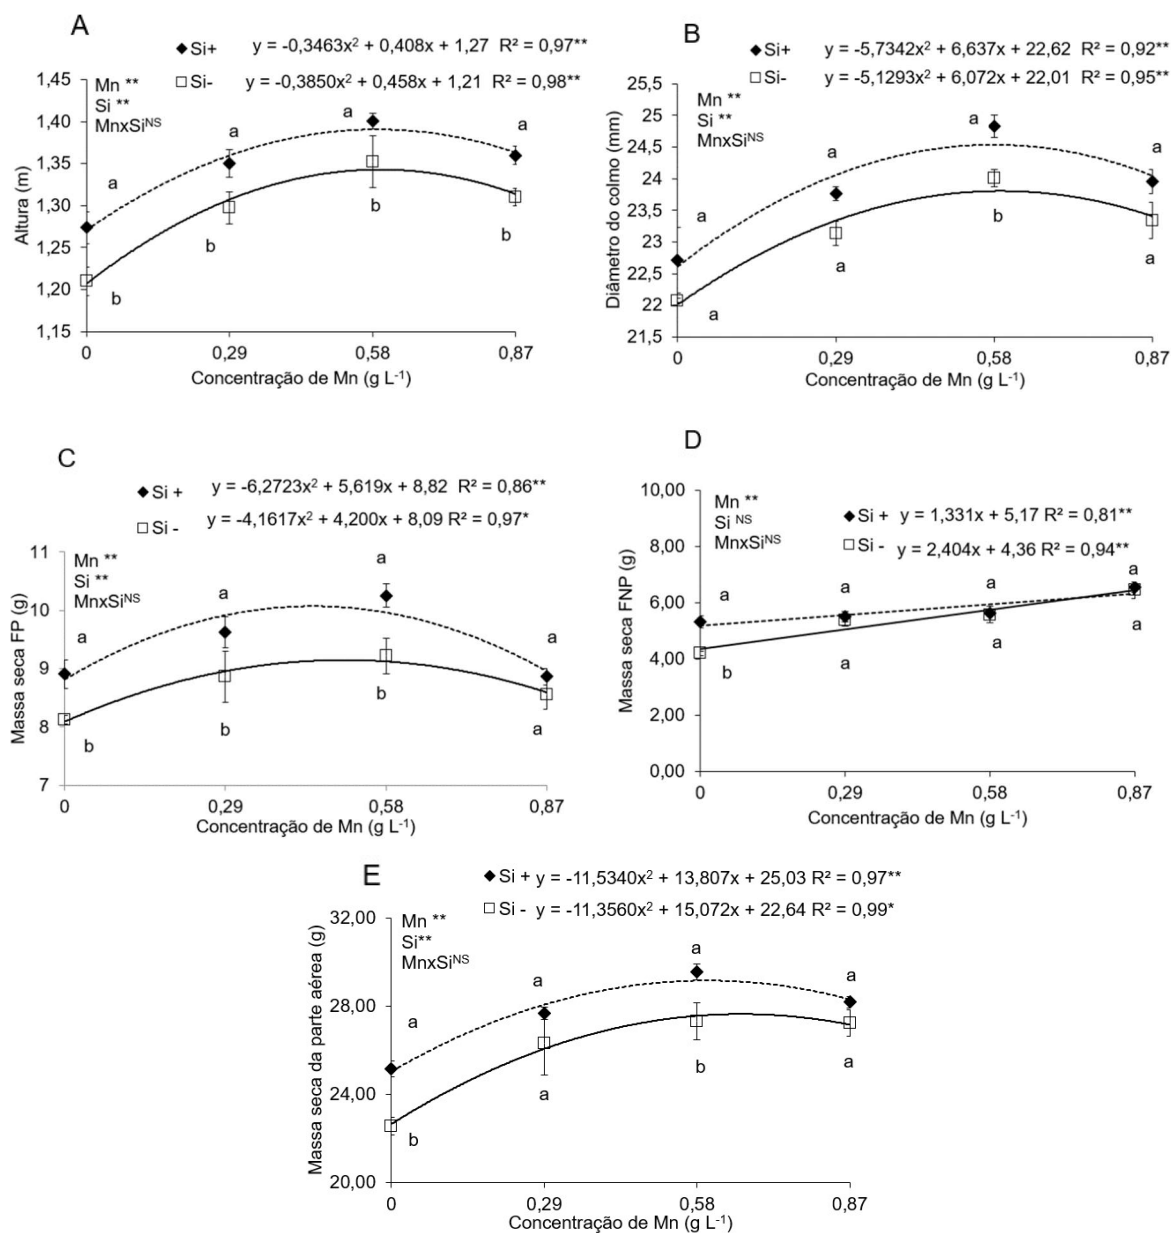 A
Si+ y = -0,3463x² + 0,408x + 1,27 R² = 0,97**
Si- y = -0,3850x² + 0,458x + 1,21 R² = 0,98**
Mn **
Si **
MnxSiᴺˢ
Altura (m)
1,45
1,40
1,35
1,30
1,25
1,20
1,15
a
a
a
a
b
b
b
b
0 0,29 0,58 0,87
Concentração de Mn (g L⁻¹)
B
Si+ y = -5,7342x² + 6,637x + 22,62 R² = 0,92**
Si- y = -5,1293x² + 6,072x + 22,01 R² = 0,95**
Mn **
Si **
MnxSiᴺˢ
Diâmetro do colmo (mm)
25,5
25
24,5
24
23,5
23
22,5
22
21,5
a
a
a
a
a
a
b
a
0 0,29 0,58 0,87
Concentração de Mn (g L⁻¹)
C
Si + y = -6,2723x² + 5,619x + 8,82 R² = 0,86**
Si - y = -4,1617x² + 4,200x + 8,09 R² = 0,97*
Mn **
Si **
MnxSiᴺˢ
Massa seca FP (g)
11
10
9
8
7
a
a
a
a
b
b
b
a
0 0,29 0,58 0,87
Concentração de Mn (g L⁻¹)
D
Si + y = 1,331x + 5,17 R² = 0,81**
Si - y = 2,404x + 4,36 R² = 0,94**
Mn **
Si ᴺˢ
MnxSiᴺˢ
Massa seca FNP (g)
10,00
8,00
6,00
4,00
2,00
0,00
a
a
a
a
b
a
a
a
0 0,29 0,58 0,87
Concentração de Mn (g L⁻¹)
E
Si + y = -11,5340x² + 13,807x + 25,03 R² = 0,97**
Si - y = -11,3560x² + 15,072x + 22,64 R² = 0,99*
Mn **
Si**
MnxSiᴺˢ
Massa seca da parte aérea (g)
32,00
28,00
24,00
20,00
a
a
a
a
b
a
b
a
0 0,29 0,58 0,87
Concentração de Mn (g L⁻¹)